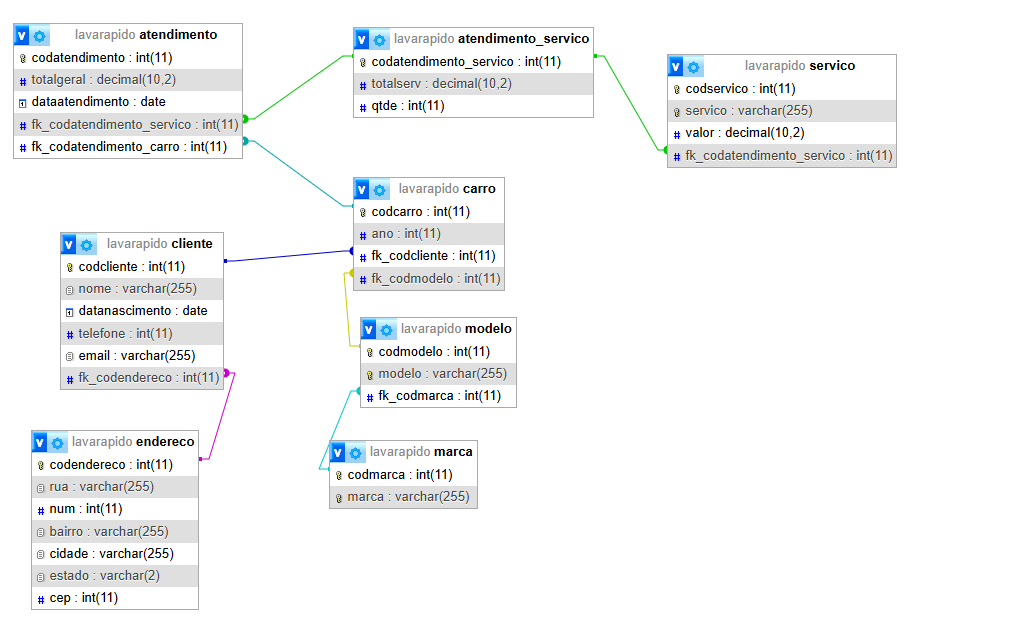 lavarapido atendimento
codatendimento : int(11)
totalgeral : decimal(10,2)
dataatendimento : date
fk_codatendimento_servico : int(11)
fk_codatendimento_carro : int(11)
lavarapido atendimento_servico
codatendimento_servico : int(11)
totalserv : decimal(10,2)
qtde : int(11)
lavarapido servico
codservico : int(11)
servico : varchar(255)
valor : decimal(10,2)
fk_codatendimento_servico : int(11)
lavarapido carro
codcarro : int(11)
ano : int(11)
fk_codcliente : int(11)
fk_codmodelo : int(11)
lavarapido cliente
codcliente : int(11)
nome : varchar(255)
datanascimento : date
telefone : int(11)
email : varchar(255)
fk_codendereco : int(11)
lavarapido modelo
codmodelo : int(11)
modelo : varchar(255)
fk_codmarca : int(11)
lavarapido endereco
codendereco : int(11)
rua : varchar(255)
num : int(11)
bairro : varchar(255)
cidade : varchar(255)
estado : varchar(2)
cep : int(11)
lavarapido marca
codmarca : int(11)
marca : varchar(255)